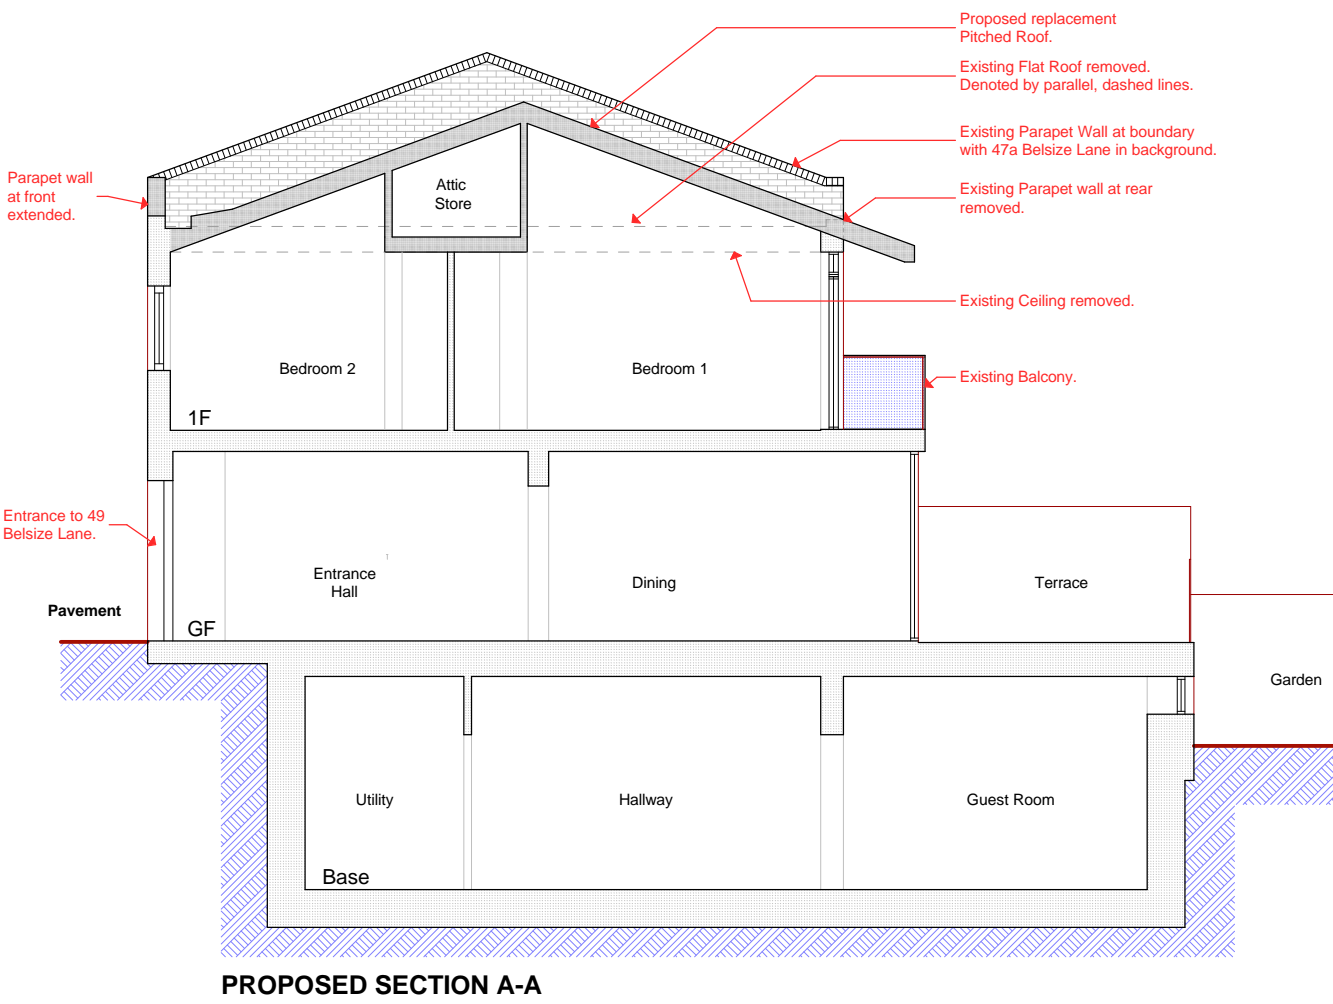 Proposed replacement
Pitched Roof.
Existing Flat Roof removed.
Denoted by parallel, dashed lines.
Existing Parapet Wall at boundary
with 47a Belsize Lane in background.
Parapet wall
at front
extended.
Existing Parapet wall at rear
removed.
Attic
Store
Existing Ceiling removed.
Bedroom 2
Bedroom 1
Existing Balcony.
1F
Entrance to 49
Belsize Lane.
Entrance
Hall
Dining
Terrace
Pavement
GF
Garden
Utility
Hallway
Guest Room
Base
PROPOSED SECTION A-A